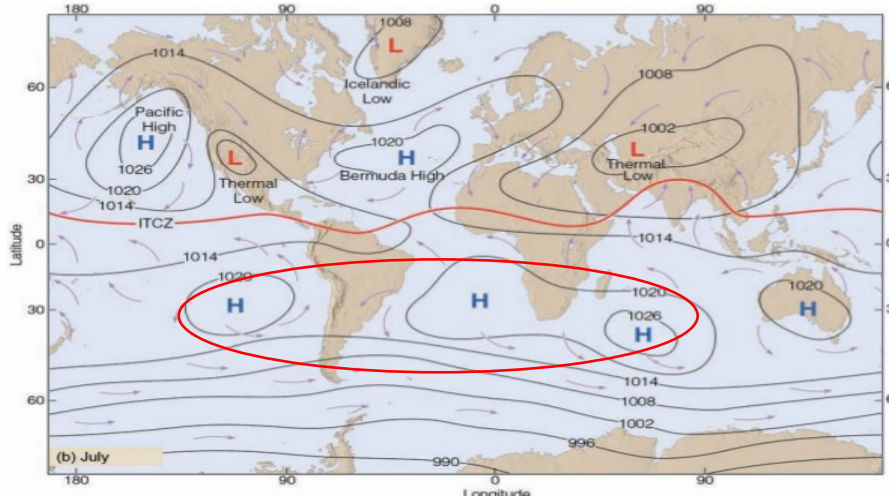 180 90 0 90
1008
1014
L
60
Icelandic
Low
1008
Pacific
High
H
1026
1020
1014
L
Thermal
Low
1020
H
Bermuda High
1002
L
Thermal
Low
H
30
ITCZ
1014
0
1014
Latitude
1020
H
H
1020
1026
H
1020
H
30
3
1014
1008
1002
996
990
60
6
(b) July
180 90 0 90
Longitude